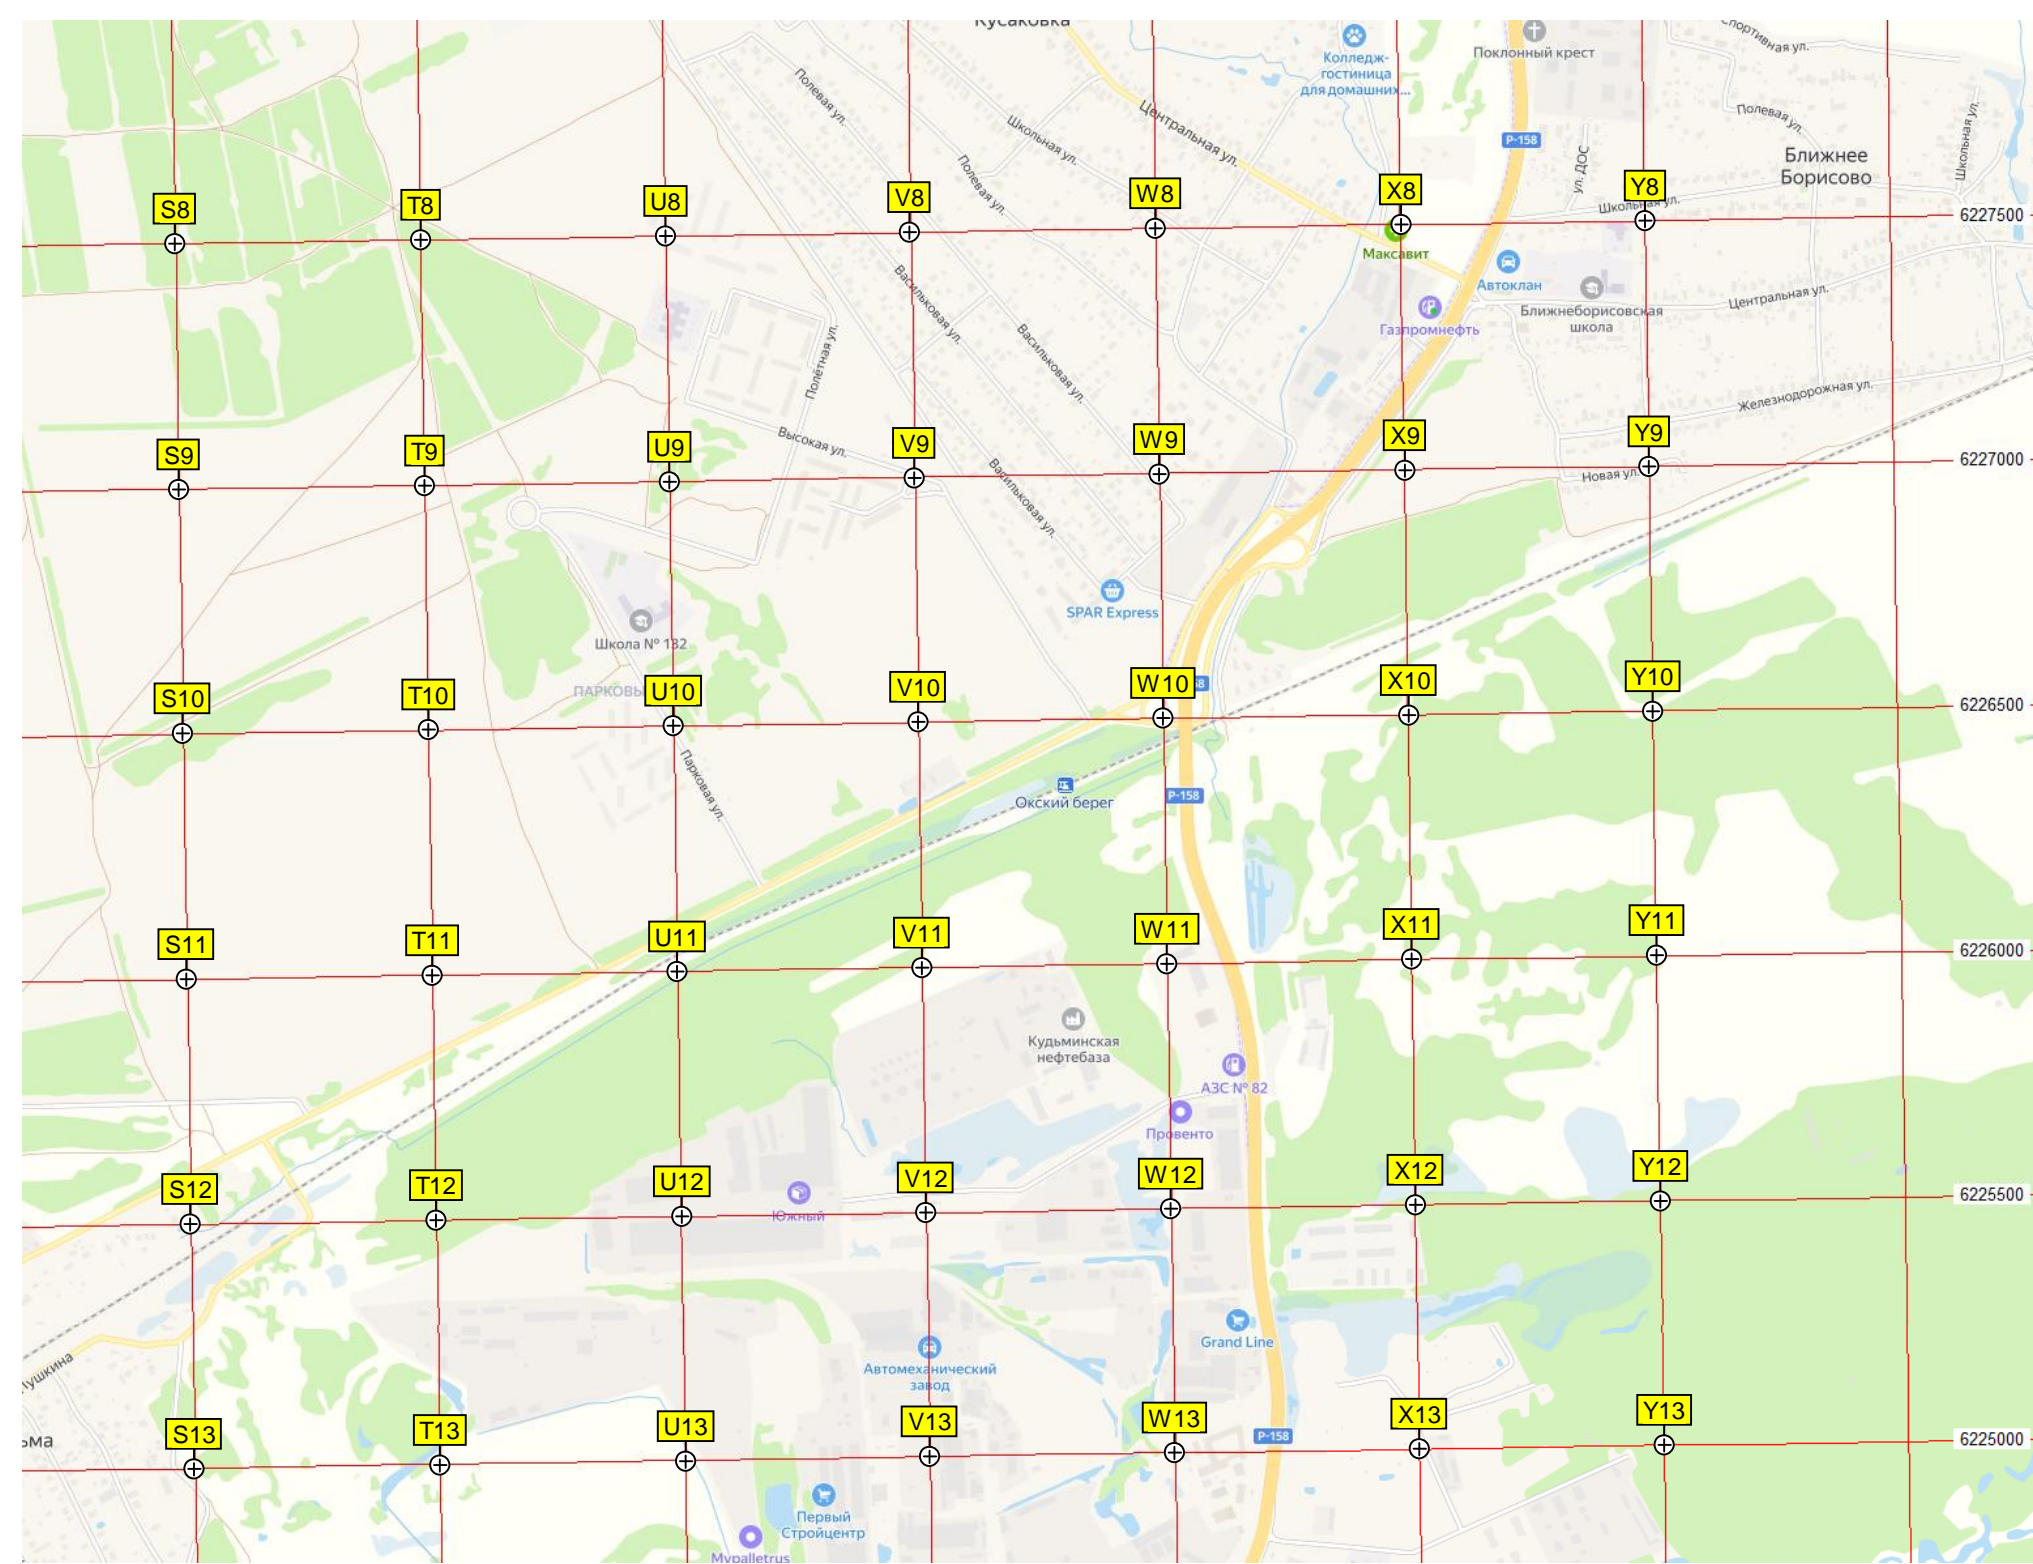 Кусаковка
Спортивная ул.
Поклонный крест
Колледж-
гостиница
для домашних...
Полевая ул.
Школьная ул.
Центральная ул.
Р-158
Полевая ул.
Школьная ул.
ул. ДОС
Ближнее
Борисово
Полевая ул.
S8
T8
U8
V8
W8
X8
Y8
Школьная ул.
6227500
Максавит
Автоклан
Васильковая ул.
Газпромнефть
Ближнеборисовская
школа
Центральная ул.
Полётная ул.
Васильковая ул.
Железнодорожная ул.
Высокая ул.
S9
T9
U9
V9
W9
X9
Y9
6227000
Новая ул.
Васильковая ул.
SPAR Express
Школа № 132
ПАРКОВЫ
S10
T10
U10
V10
W10
58
X10
Y10
6226500
Парковая ул.
Окский берег
Р-158
S11
T11
U11
V11
W11
X11
Y11
6226000
Кудьминская
нефтебаза
АЗС № 82
Провенто
S12
T12
U12
V12
W12
X12
Y12
6225500
Южный
Grand Line
Автомеханический
завод
S13
T13
U13
V13
W13
X13
Y13
Р-158
6225000
ьма
Первый
Стройцентр
Mypalletrus